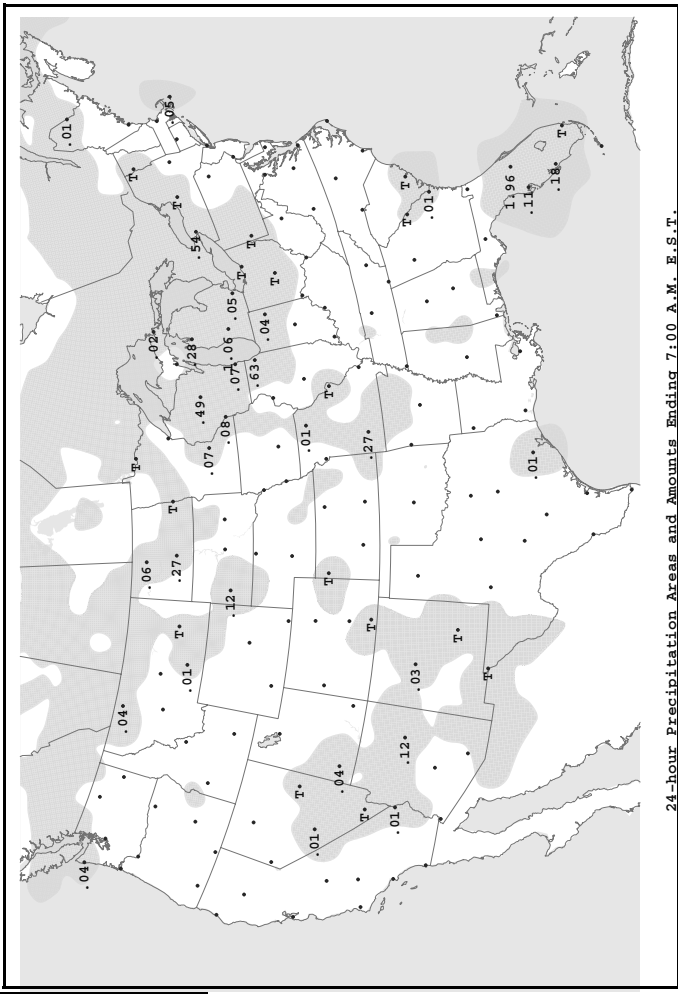 .01
.04
.04
T
T
.06
.02
.05
T
.27
T
T
.01
.28
.54
.49
.07
.08
1.06
.12
.05
.07
T
T
.63
.04
T
T
.01
.01
T
T
.04
T
.27
T
.01
.12
T
T
.03
.01
T
T
1.96
.11
.01
.18
T
24-hour Precipitation Areas and Amounts Ending 7:00 A.M. E.S.T.